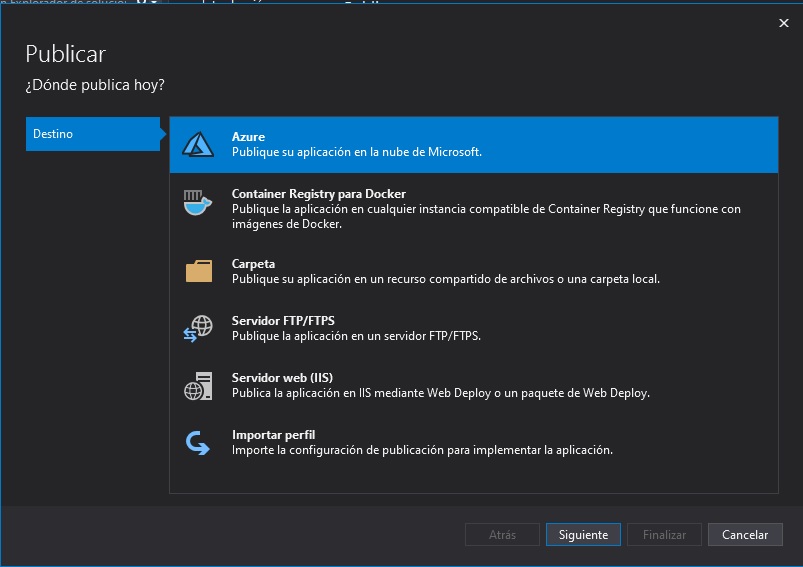 Publicar
¿Dónde publica hoy?
Destino
Azure
Publique su aplicación en la nube de Microsoft.
Container Registry para Docker
Publique la aplicación en cualquier instancia compatible de Container Registry que funcione con
imágenes de Docker.
Carpeta
Publique su aplicación en un recurso compartido de archivos o una carpeta local.
Servidor FTP/FTPS
Publique la aplicación en un servidor FTP/FTPS.
Servidor web (IIS)
Publica la aplicación en IIS mediante Web Deploy o un paquete de Web Deploy.
Importar perfil
Importe la configuración de publicación para implementar la aplicación.
Atrás
Siguiente
Finalizar
Cancelar